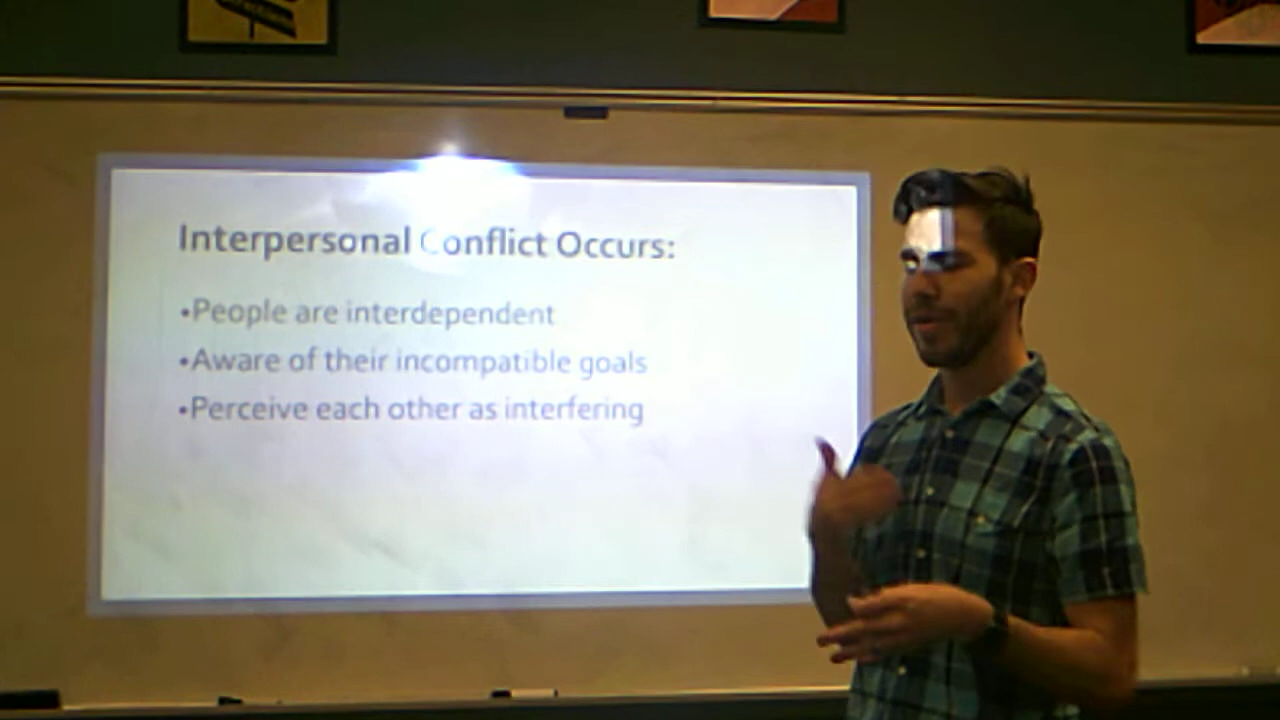 Interpersonal Conflict Occurs:
•People are interdependent
•Aware of their incompatible goals
•Perceive each other as interfering